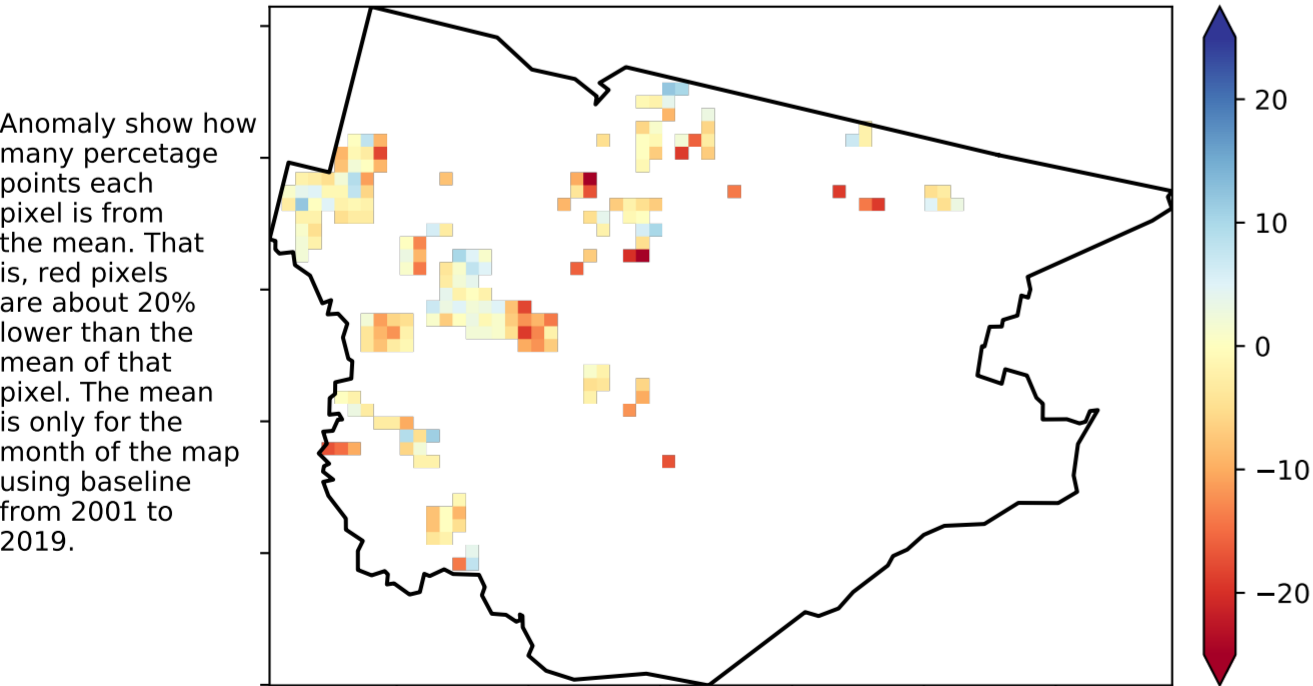 Anomaly show how
many percetage
points each
pixel is from
the mean. That
is, red pixels
are about 20%
lower than the
mean of that
pixel. The mean
is only for the
month of the map
using baseline
from 2001 to
2019.
20
10
0
−10
−20